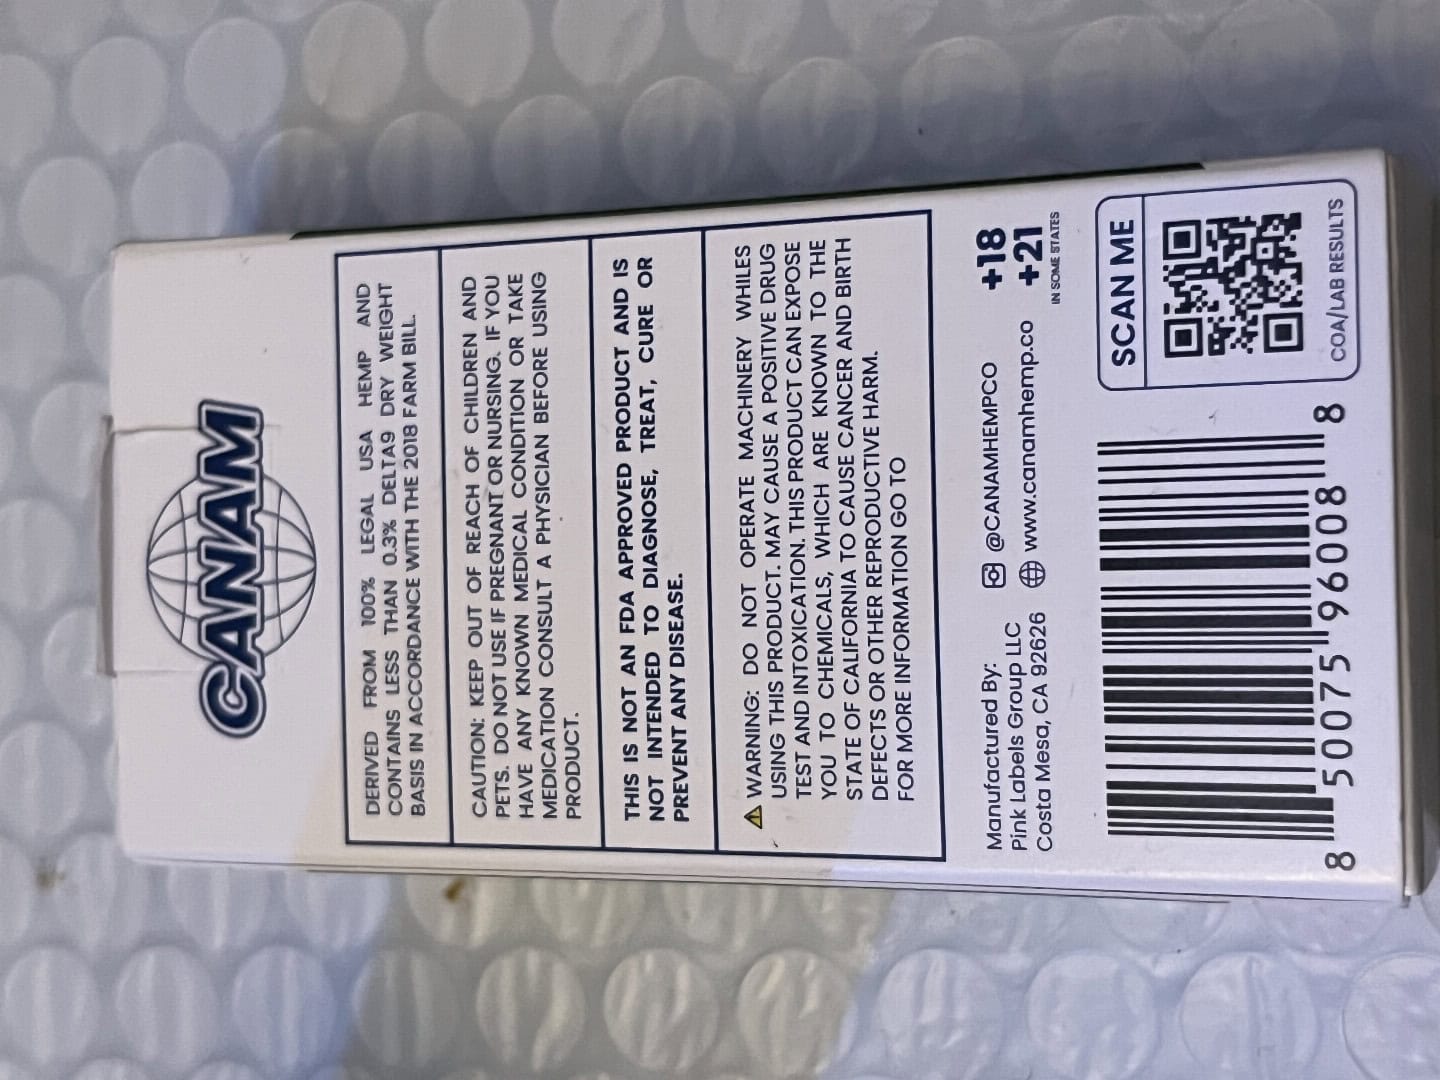 CANAM
DERIVED FROM 100% LEGAL USA HEMP AND
CONTAINS LESS THAN 0.3% DELTA9 DRY WEIGHT
BASIS IN ACCORDANCE WITH THE 2018 FARM BILL.
CAUTION: KEEP OUT OF REACH OF CHILDREN AND
PETS. DO NOT USE IF PREGNANT OR NURSING. IF YOU
HAVE ANY KNOWN MEDICAL CONDITION OR TAKE
MEDICATION CONSULT A PHYSICIAN BEFORE USING
PRODUCT.
THIS IS NOT AN FDA APPROVED PRODUCT AND IS
NOT INTENDED TO DIAGNOSE, TREAT, CURE OR
PREVENT ANY DISEASE.
WARNING: DO NOT OPERATE MACHINERY WHILES
USING THIS PRODUCT. MAY CAUSE A POSITIVE DRUG
TEST AND INTOXICATION. THIS PRODUCT CAN EXPOSE
YOU TO CHEMICALS, WHICH ARE KNOWN TO THE
STATE OF CALIFORNIA TO CAUSE CANCER AND BIRTH
DEFECTS OR OTHER REPRODUCTIVE HARM.
FOR MORE INFORMATION GO TO
Manufactured By:
Pink Labels Group LLC
Costa Mesa, CA 92626
@CANAMHEMPCO
www.canamhemp.co
+18
+21
IN SOME STATES
8 50075 96008 8
SCAN ME
COA/LAB RESULTS